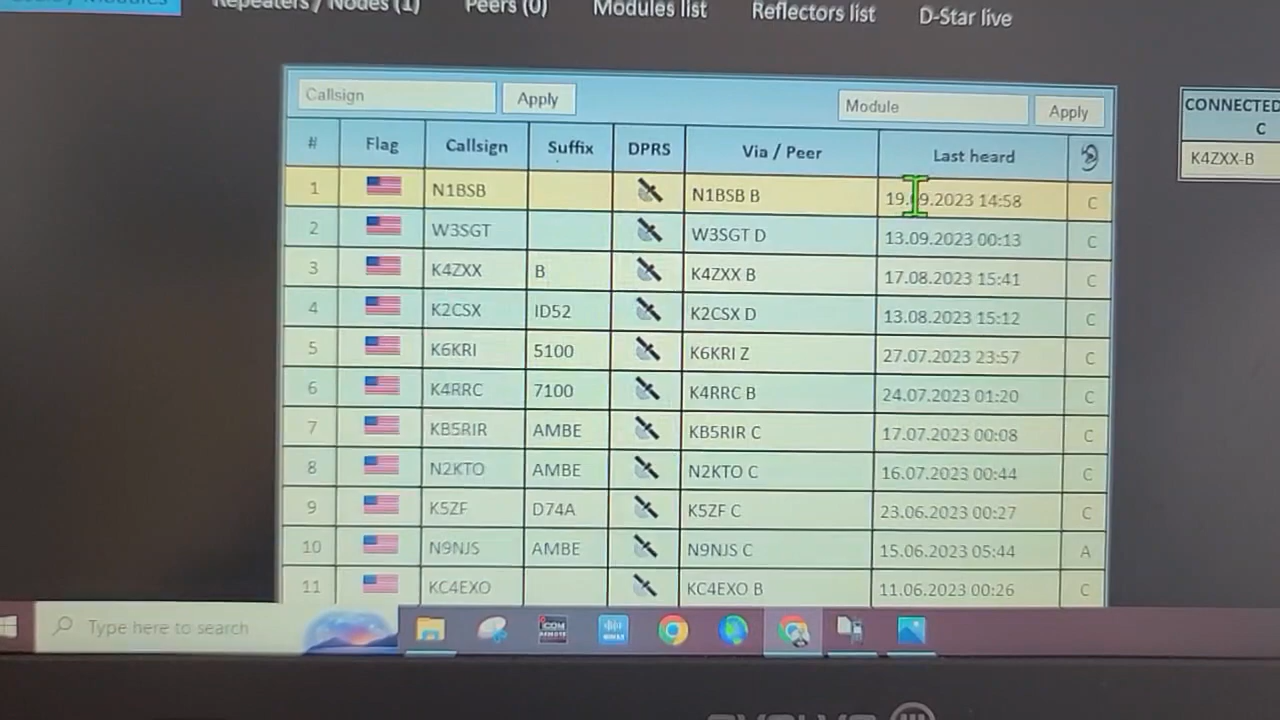 Repeaters / Nodes (1) Peers (0) Modules list Reflectors list D-Star live
Callsign Apply Module Apply
CONNECTED
C
K4ZXX-B
# Flag Callsign Suffix DPRS Via / Peer Last heard
1 N1BSB N1BSB B 19.09.2023 14:58 C
2 W3SGT W3SGT D 13.09.2023 00:13 C
3 K4ZXX B K4ZXX B 17.08.2023 15:41 C
4 K2CSX ID52 K2CSX D 13.08.2023 15:12 C
5 K6KRI 5100 K6KRI Z 27.07.2023 23:57 C
6 K4RRC 7100 K4RRC B 24.07.2023 01:20 C
7 KB5RIR AMBE KB5RIR C 17.07.2023 00:08 C
8 N2KTO AMBE N2KTO C 16.07.2023 00:44 C
9 K5ZF D74A K5ZF C 23.06.2023 00:27 C
10 N9NJS AMBE N9NJS C 15.06.2023 05:44 A
11 KC4EXO KC4EXO B 11.06.2023 00:26 C
Type here to search